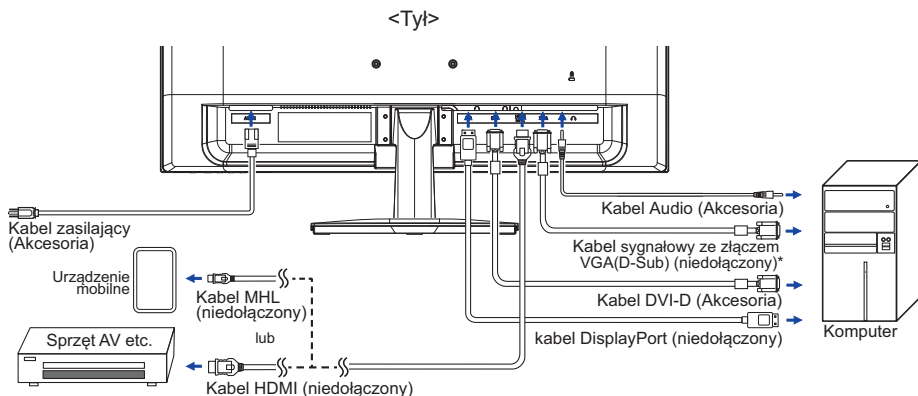 <Tył>
Kabel zasilający
(Akcesoria)
Urządzenie
mobilne
Kabel MHL
(niedołączony)
lub
Sprzęt AV etc.
Kabel HDMI (niedołączony)
Kabel Audio (Akcesoria)
Kabel sygnałowy ze złączem
VGA(D-Sub) (niedołączony)*
Kabel DVI-D (Akcesoria)
kabel DisplayPort (niedołączony)
Komputer